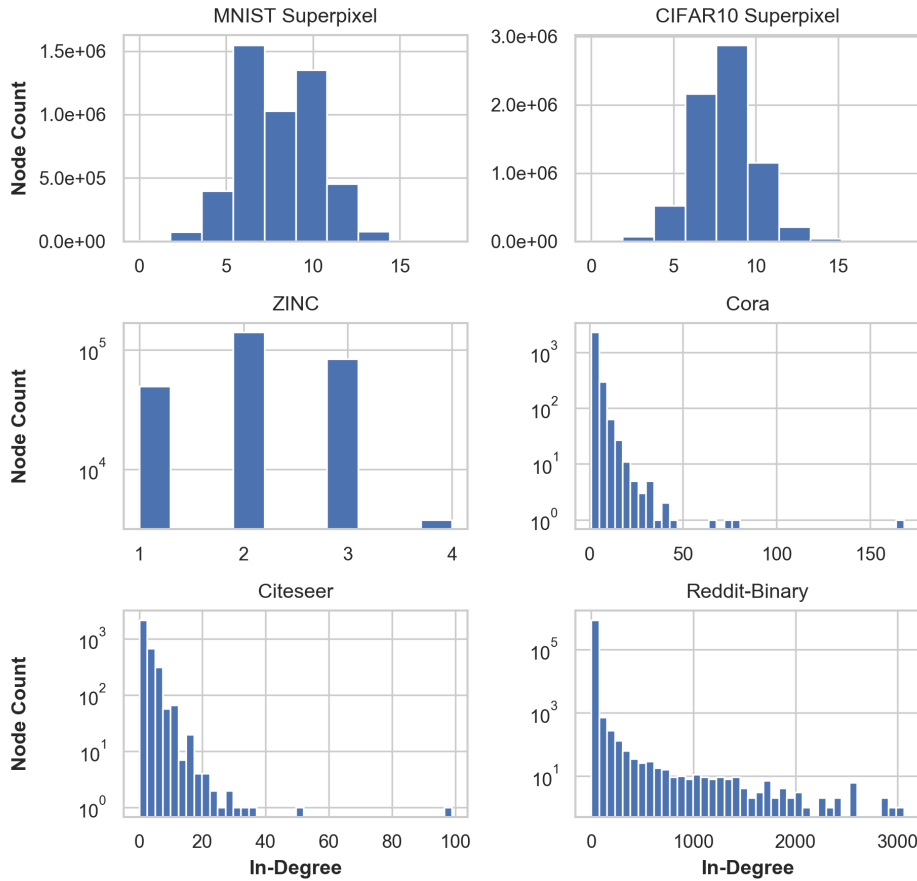 MNIST Superpixel
CIFAR10 Superpixel
Node Count
1.5e+06
1.0e+06
5.0e+05
0.0e+00
0 5 10 15
3.0e+06
2.0e+06
1.0e+06
0.0e+00
0 5 10 15
ZINC
Cora
Node Count
10^5
10^4
1 2 3 4
10^3
10^2
10^1
10^0
0 50 100 150
Citeseer
Reddit-Binary
Node Count
10^3
10^2
10^1
10^0
0 20 40 60 80 100
In-Degree
10^5
10^3
10^1
0 1000 2000 3000
In-Degree